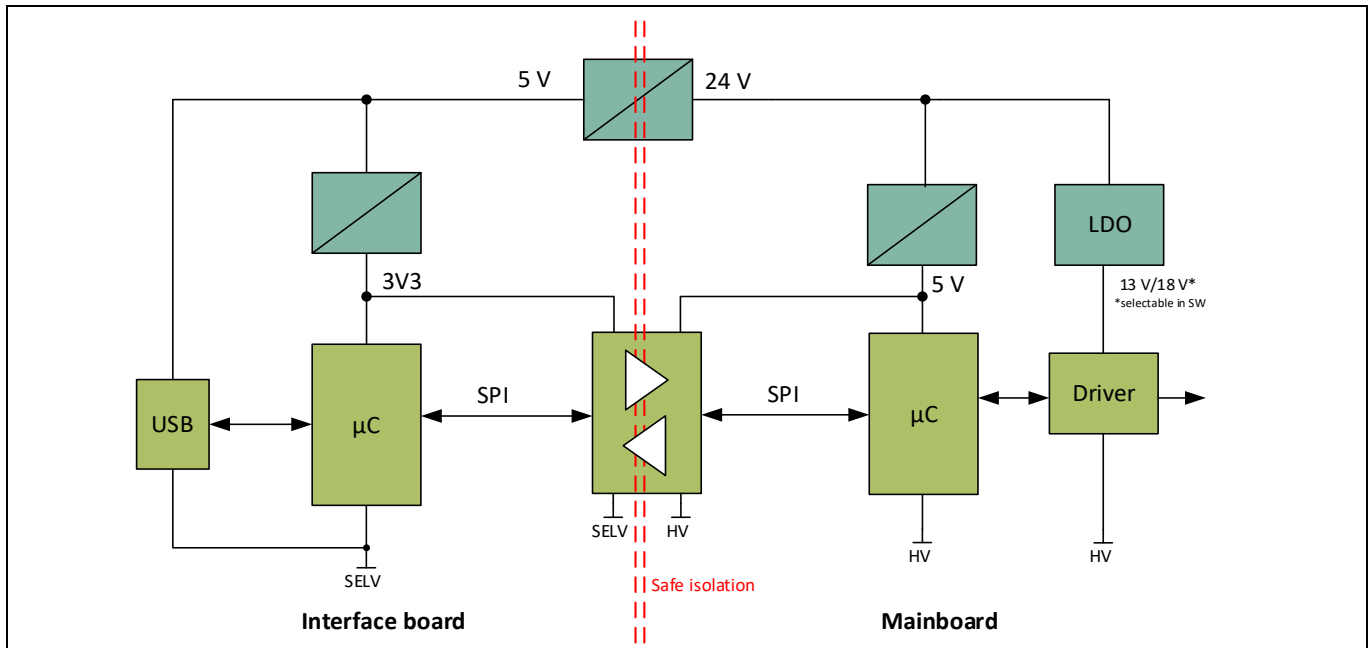 5 V
24 V
LDO
3V3
5 V
13 V/18 V*
*selectable in SW
USB
µC
SPI
SPI
µC
Driver
SELV
HV
SELV
HV
HV
Safe isolation
Interface board
Mainboard